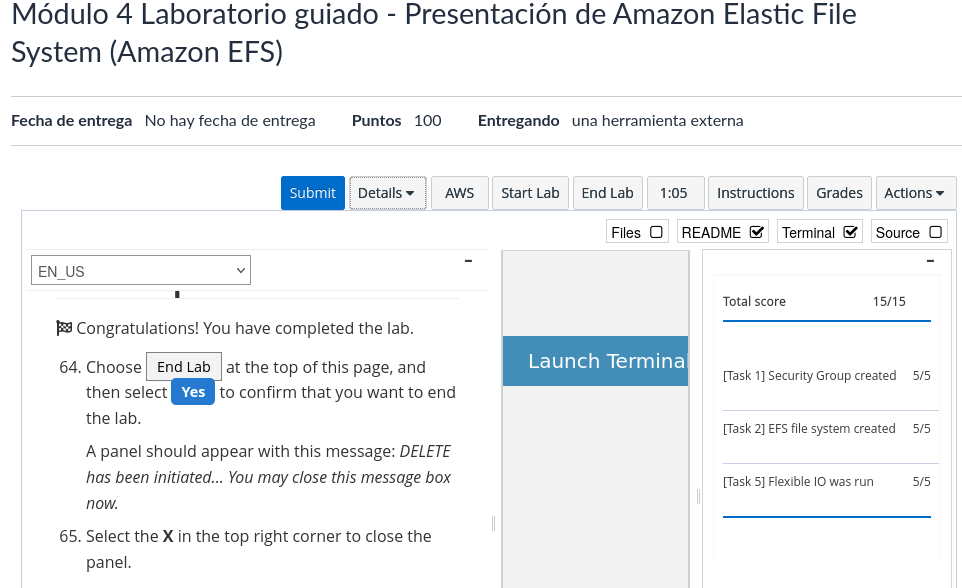 Módulo 4 Laboratorio guiado - Presentación de Amazon Elastic File
System (Amazon EFS)
Fecha de entrega No hay fecha de entrega Puntos 100 Entregando una herramienta externa
Submit Details AWS Start Lab End Lab 1:05 Instructions Grades Actions
Files README Terminal Source
EN_US
Congratulations! You have completed the lab.
64. Choose End Lab at the top of this page, and
then select Yes to confirm that you want to end
the lab.
A panel should appear with this message: DELETE
has been initiated... You may close this message box
now.
65. Select the X in the top right corner to close the
panel.
Launch Terminal
Total score 15/15
[Task 1] Security Group created 5/5
[Task 2] EFS file system created 5/5
[Task 5] Flexible IO was run 5/5